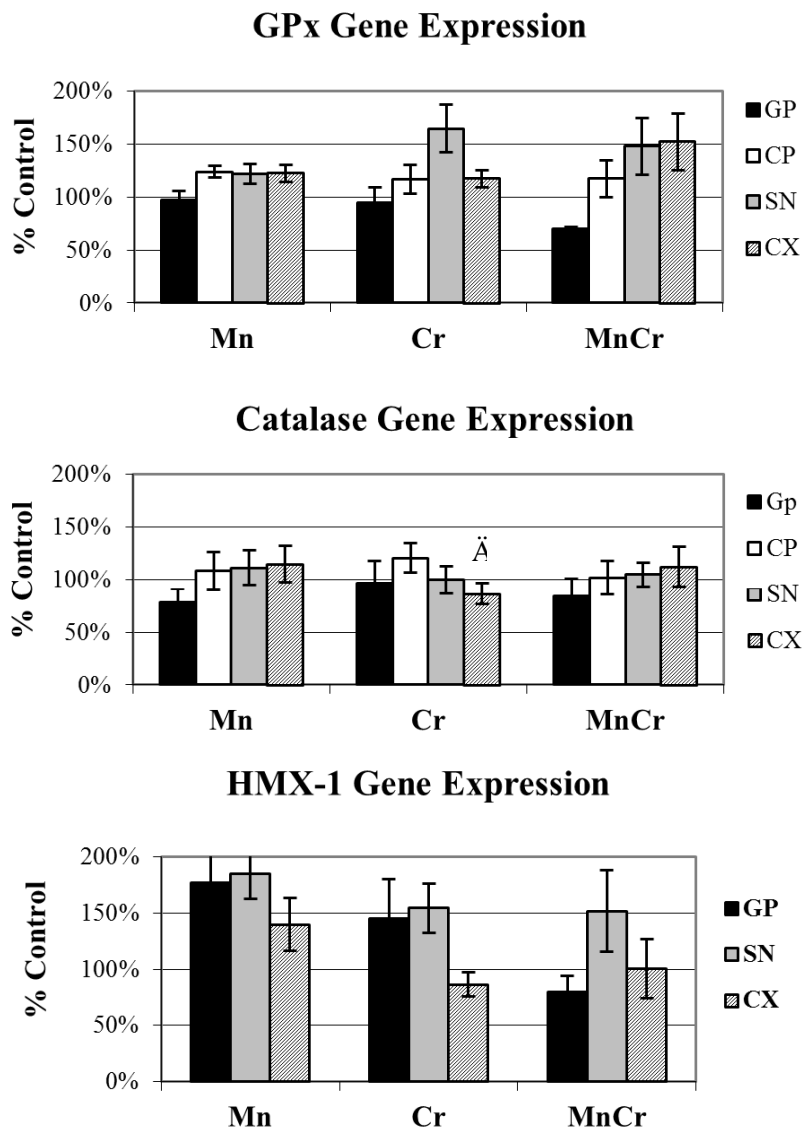 GPx Gene Expression
% Control
200%
150%
100%
50%
0%
Mn Cr MnCr
GP
CP
SN
CX
Catalase Gene Expression
% Control
200%
150%
100%
50%
0%
Ä
Mn Cr MnCr
Gp
CP
SN
CX
HMX-1 Gene Expression
% Control
200%
150%
100%
50%
0%
Mn Cr MnCr
GP
SN
CX